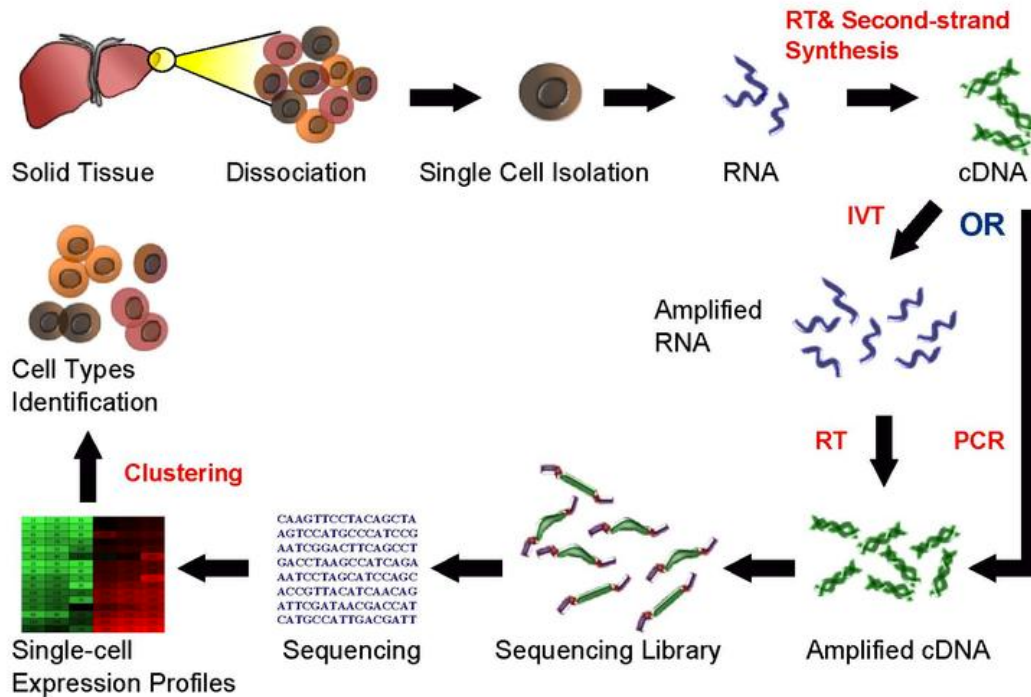 RT& Second-strand
Synthesis
Solid Tissue
Dissociation
Single Cell Isolation
RNA
cDNA
IVT
OR
Amplified
RNA
RT
PCR
Cell Types
Identification
Clustering
CAAGTTCCTACAGCTA
AGTCCATGCCCATCCG
AATCGGACTTCAGCCT
GACCTAAGCCATCAGA
AATCCTAGCATCCAGC
ACCGTTACATCAACAG
ATTCGATAACGACCAT
CATGCCATTGACGATT
Single-cell
Expression Profiles
Sequencing
Sequencing Library
Amplified cDNA